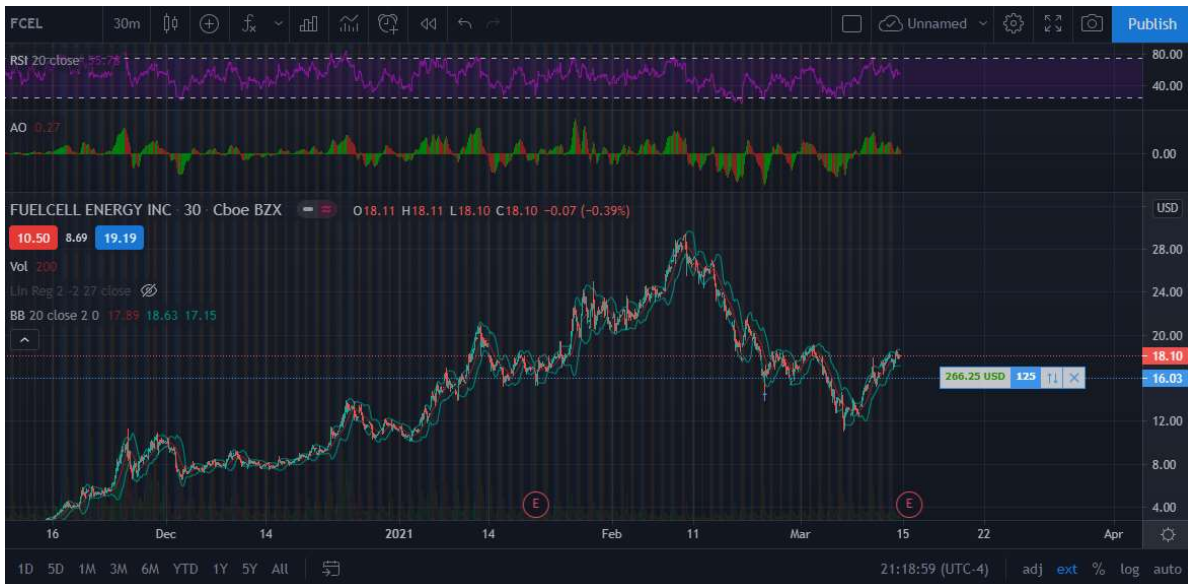 FCEL 30m fx Unnamed Publish
RSI 20 close 55.78
80.00
40.00
AO 0.27
0.00
FUELCELL ENERGY INC · 30 · Cboe BZX O18.11 H18.11 L18.10 C18.10 −0.07 (−0.39%)
USD
10.50 8.69 19.19
28.00
Vol 200
Lin Reg 2 -2 27 close
24.00
BB 20 close 2 0 17.89 18.63 17.15
20.00
18.10
266.25 USD 125
16.03
12.00
8.00
E E
4.00
16 Dec 14 2021 14 Feb 11 Mar 15 22 Apr
1D 5D 1M 3M 6M YTD 1Y 5Y All 21:18:59 (UTC-4) adj ext % log auto